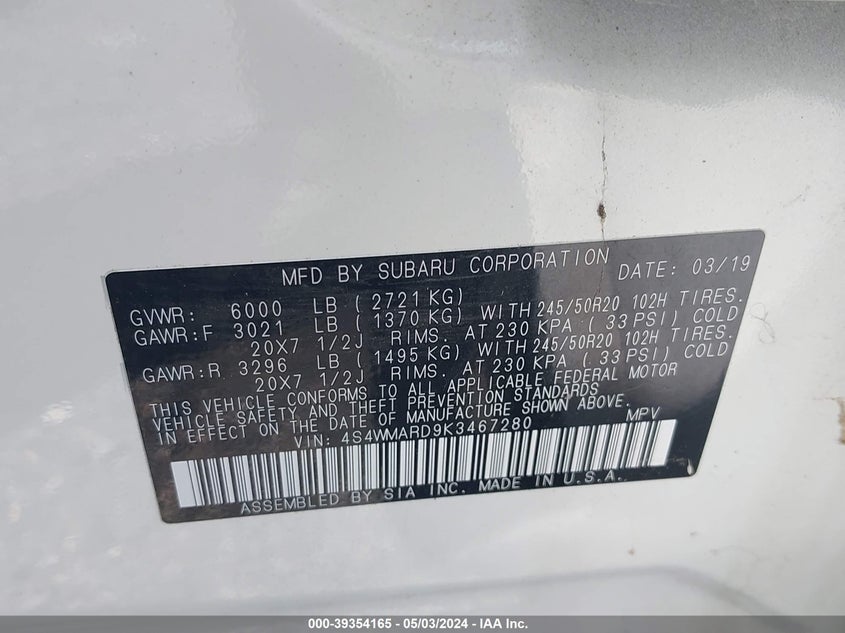 MFD BY SUBARU CORPORATION DATE: 03/19
GVWR: 6000 LB ( 2721 KG)
GAWR:F 3021 LB ( 1370 KG) WITH 245/50R20 102H TIRES.
20X7 1/2J RIMS. AT 230 KPA ( 33 PSI) COLD
GAWR:R 3296 LB ( 1495 KG) WITH 245/50R20 102H TIRES.
20X7 1/2J RIMS. AT 230 KPA ( 33 PSI) COLD
THIS VEHICLE CONFORMS TO ALL APPLICABLE FEDERAL MOTOR
VEHICLE SAFETY AND THEFT PREVENTION STANDARDS
IN EFFECT ON THE DATE OF MANUFACTURE SHOWN ABOVE.
VIN: 4S4WMARD9K3467280 MPV
ASSEMBLED BY SIA INC. MADE IN U.S.A.
000-39354165 - 05/03/2024 - IAA Inc.